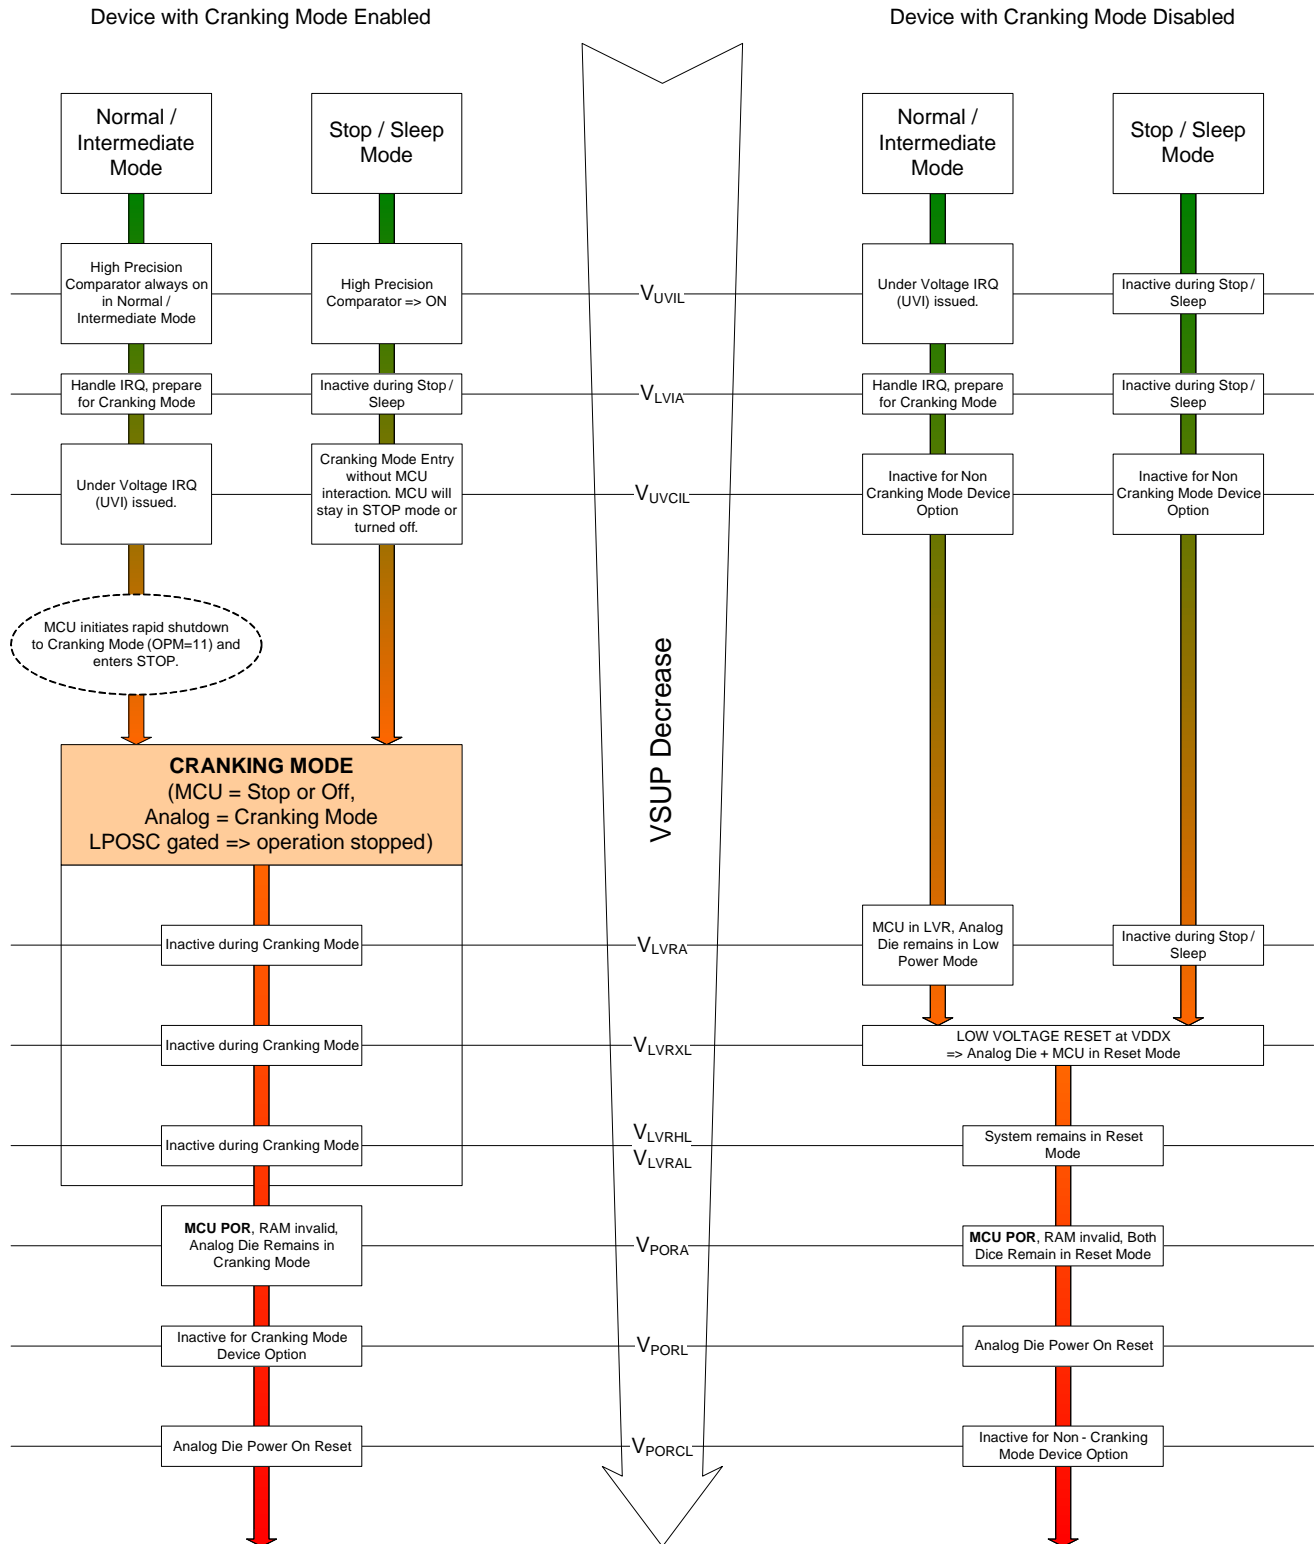 Device with Cranking Mode Enabled
Device with Cranking Mode Disabled
Normal /
Intermediate
Mode
Stop / Sleep
Mode
Normal /
Intermediate
Mode
Stop / Sleep
Mode
High Precision
Comparator always on
in Normal /
Intermediate Mode
High Precision
Comparator => ON
VUVIL
Under Voltage IRQ
(UVI) issued.
Inactive during Stop /
Sleep
Handle IRQ, prepare
for Cranking Mode
Inactive during Stop /
Sleep
VLVIA
Handle IRQ, prepare
for Cranking Mode
Inactive during Stop /
Sleep
Under Voltage IRQ
(UVI) issued.
Cranking Mode Entry
without MCU
interaction. MCU will
stay in STOP mode or
turned off.
VUVCIL
Inactive for Non
Cranking Mode Device
Option
Inactive for Non
Cranking Mode Device
Option
MCU initiates rapid shutdown
to Cranking Mode (OPM=11) and
enters STOP.
VSUP Decrease
CRANKING MODE
(MCU = Stop or Off,
Analog = Cranking Mode
LPOSC gated => operation stopped)
Inactive during Cranking Mode
VLVRA
MCU in LVR, Analog
Die remains in Low
Power Mode
Inactive during Stop /
Sleep
Inactive during Cranking Mode
VLVRXL
LOW VOLTAGE RESET at VDDX
=> Analog Die + MCU in Reset Mode
Inactive during Cranking Mode
VLVRHL
VLVRAL
System remains in Reset
Mode
MCU POR, RAM invalid,
Analog Die Remains in
Cranking Mode
VPORA
MCU POR, RAM invalid, Both
Dice Remain in Reset Mode
Inactive for Cranking Mode
Device Option
VPORL
Analog Die Power On Reset
Analog Die Power On Reset
VPORCL
Inactive for Non - Cranking
Mode Device Option